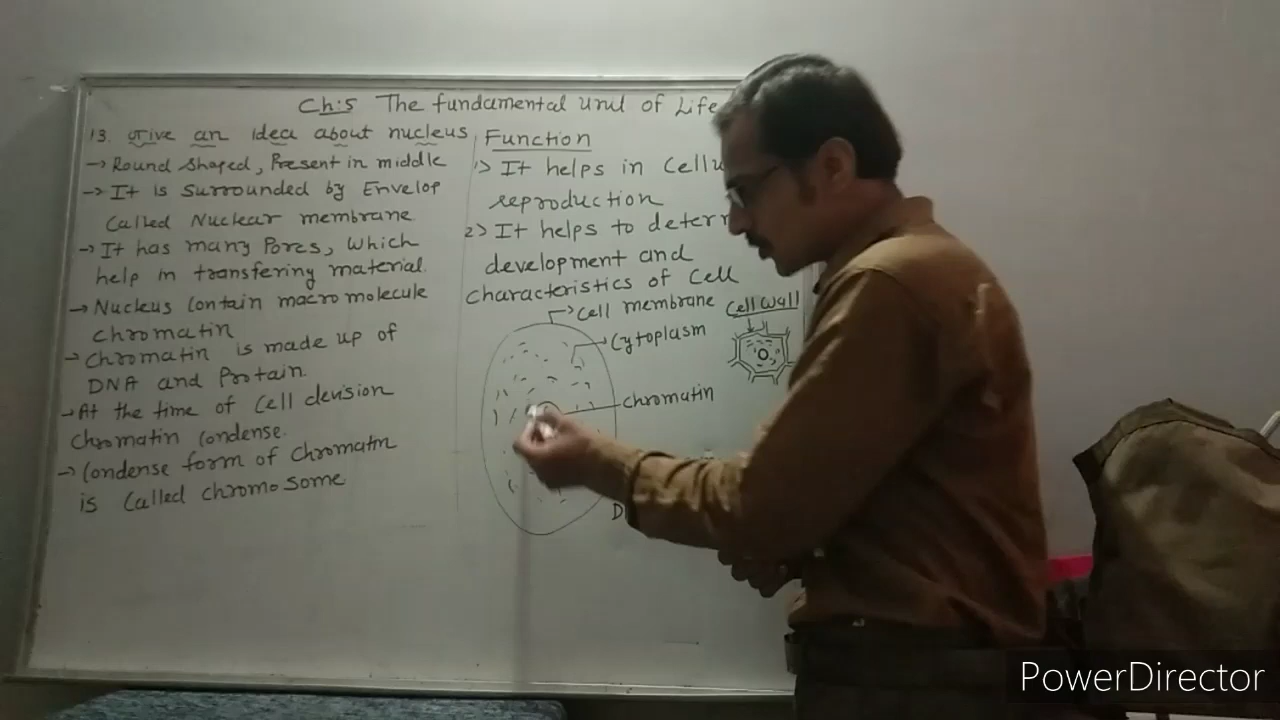 Ch:5 The fundamental unit of Life
13. Give an idea about nucleus
→ Round Shaped, Present in middle
→ It is Surrounded by Envelop
Called Nuclear membrane
→ It has many Pores, Which
help in transfering material.
→ Nucleus Contain macromolecule
Chromatin
→ Chromatin is made up of
DNA and Protain
→ At the time of Cell devision
Chromatin Condense.
→ Condense form of Chromatin
is Called Chromosome
Function
1) It helps in
reproduction
2) It helps to
development and
Characteristics of Cell
Cell membrane
Cytoplasm
chromatin
Cell Wall
PowerDirector